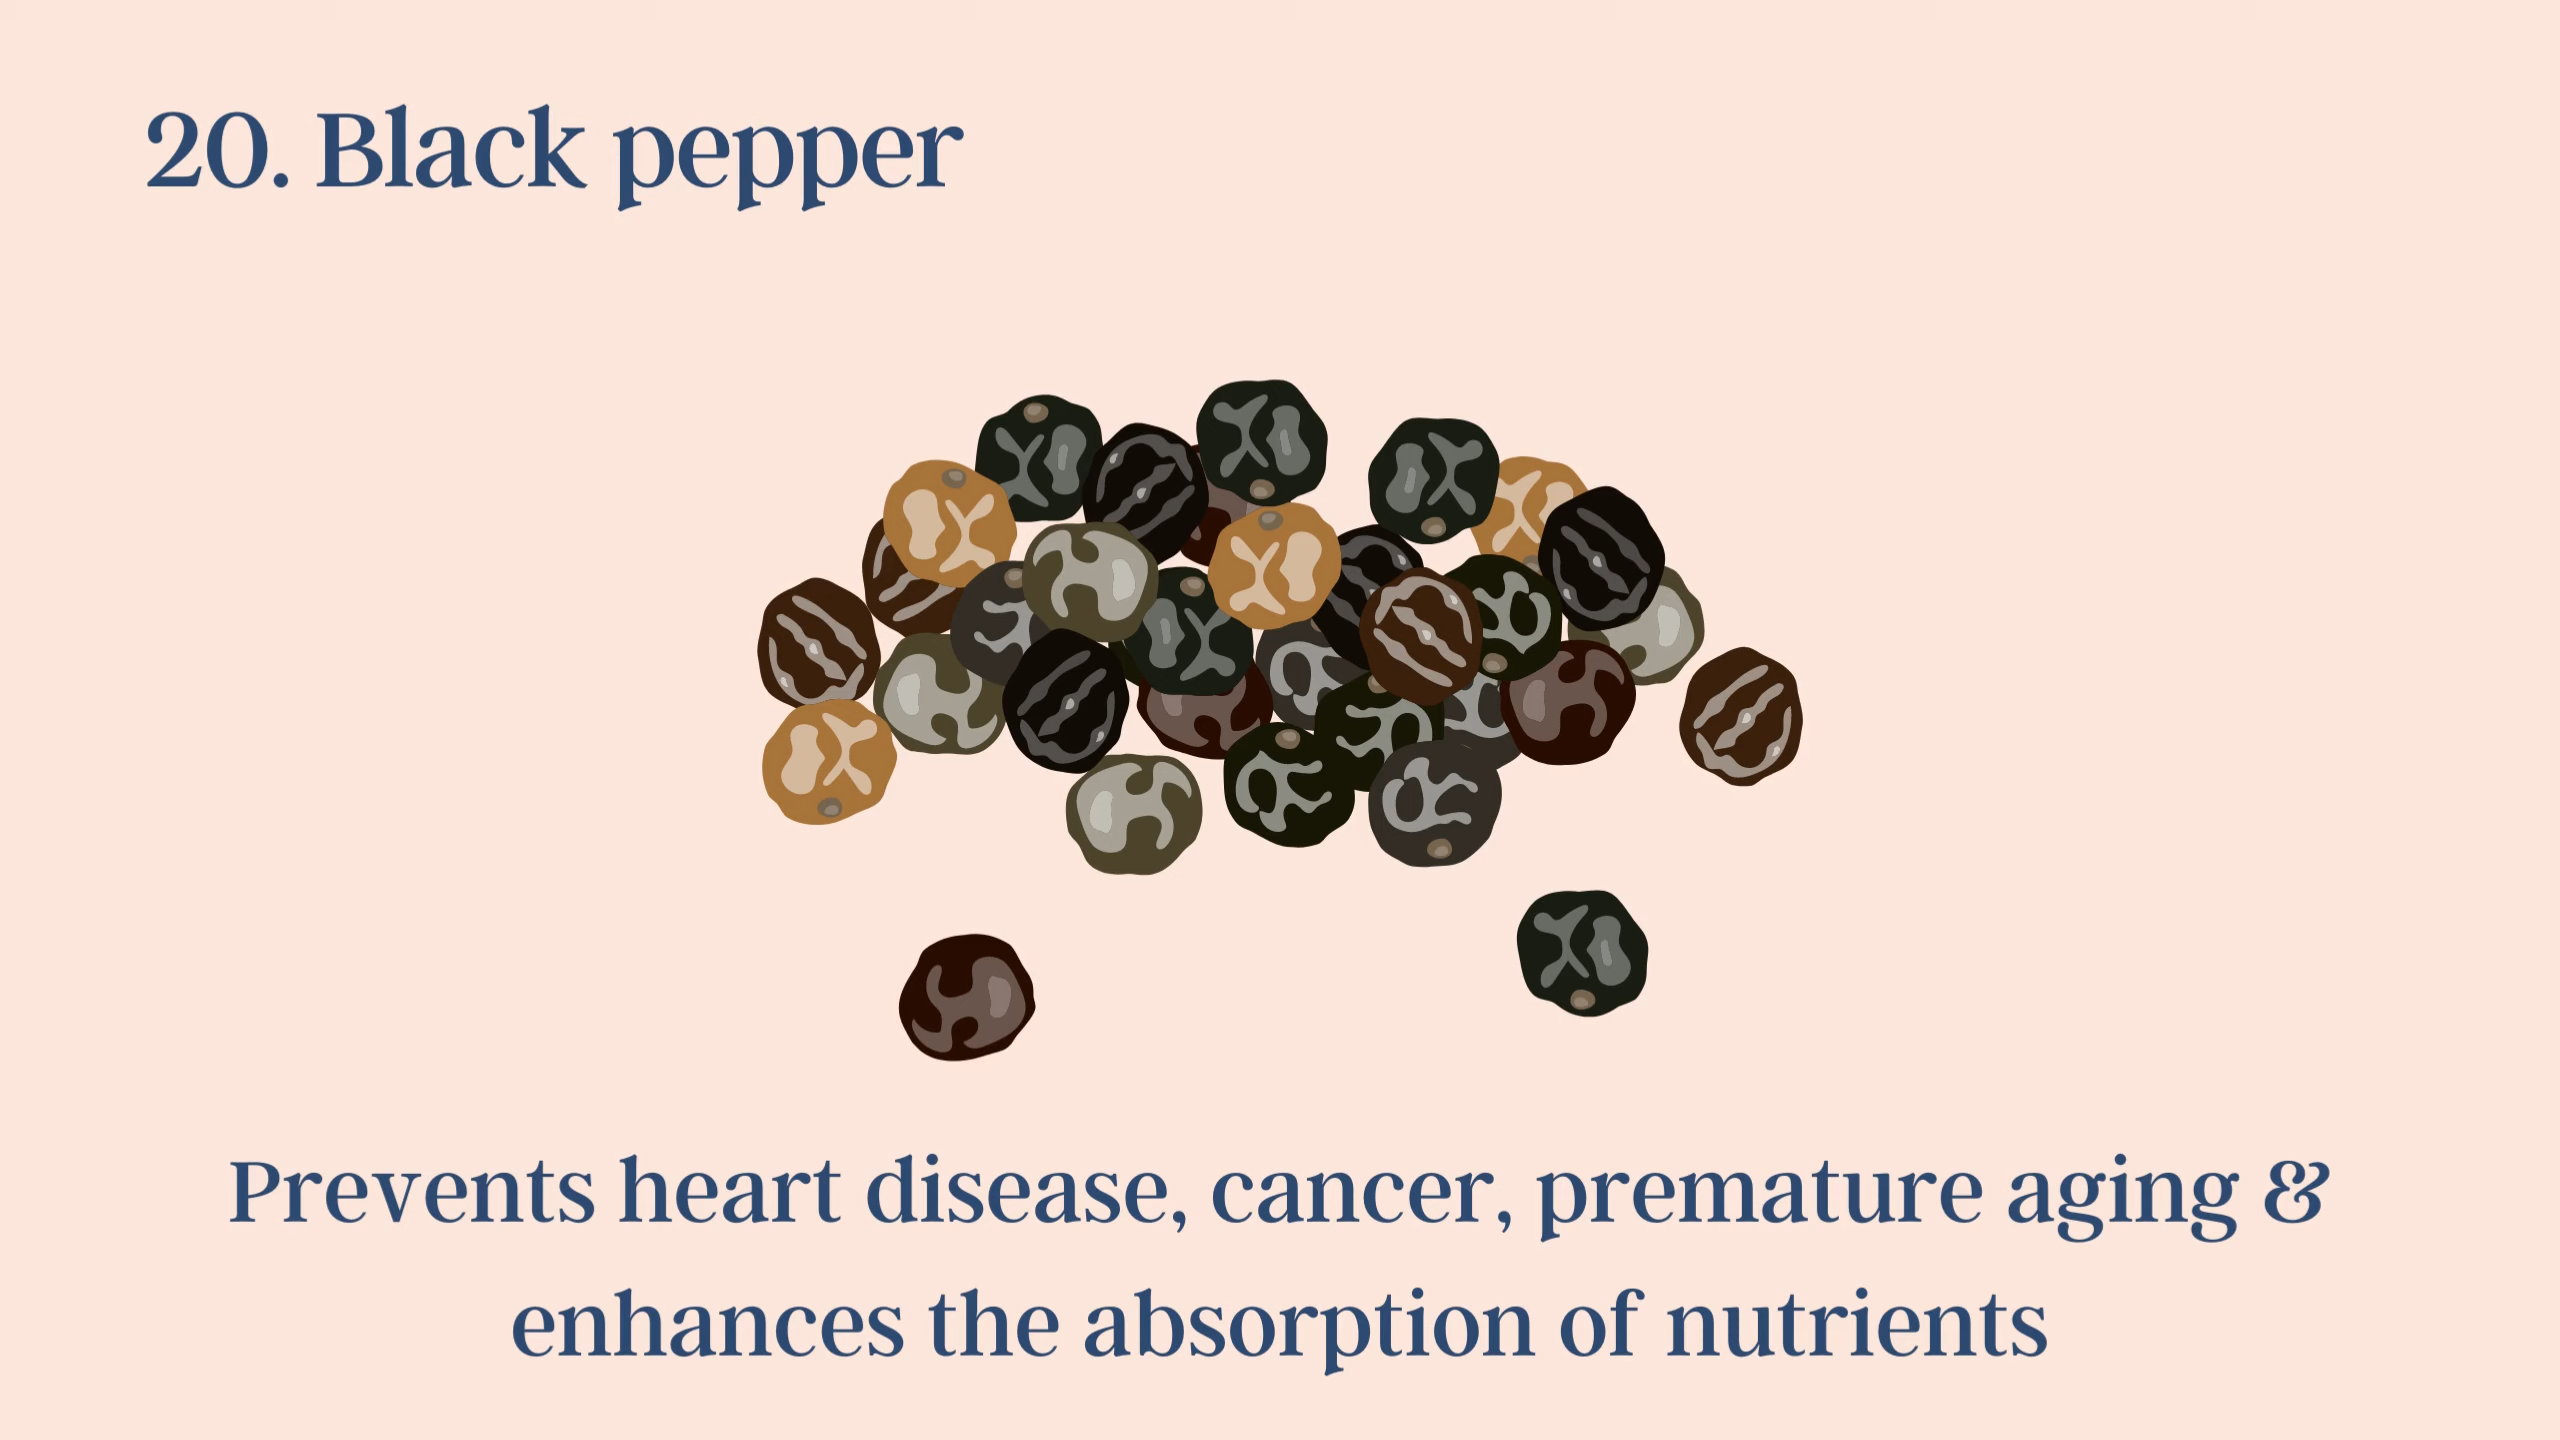 20. Black pepper
Prevents heart disease, cancer, premature aging &
enhances the absorption of nutrients